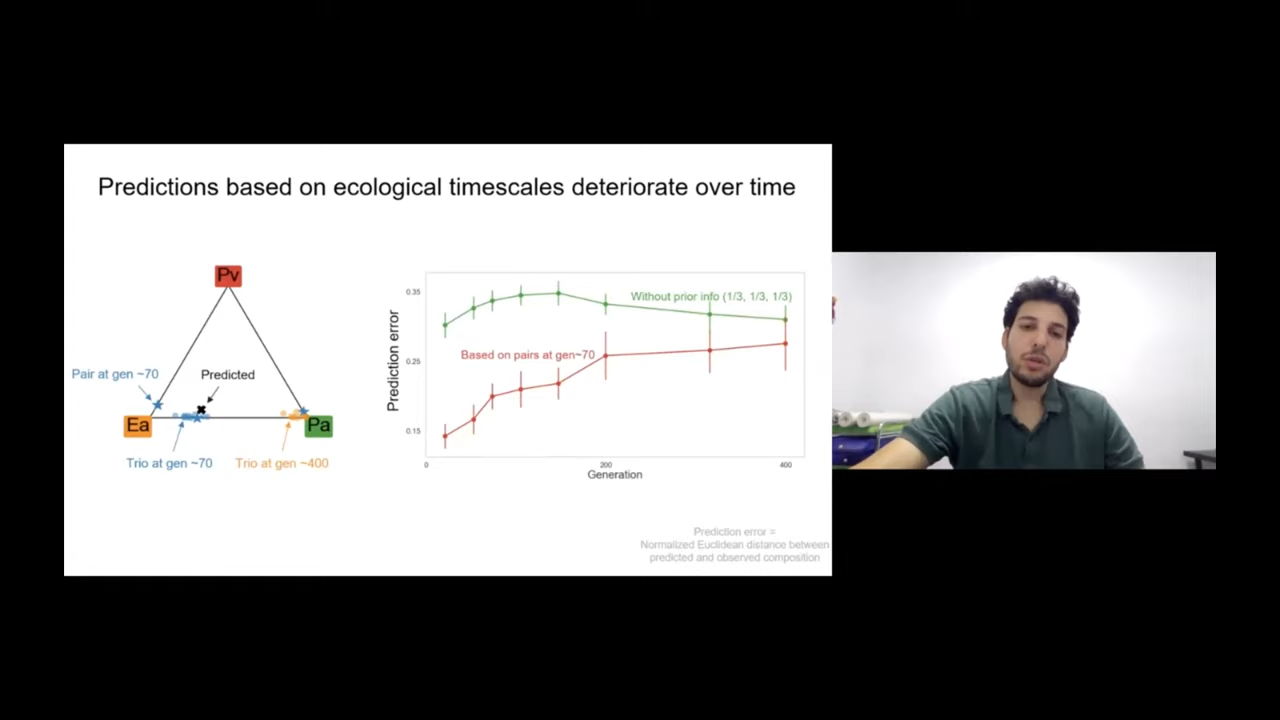 Predictions based on ecological timescales deteriorate over time
Pv
Pair at gen ~70
Predicted
Ea
Pa
Trio at gen ~70
Trio at gen ~400
Prediction error
0.35
0.25
0.15
Without prior info (1/3, 1/3, 1/3)
Based on pairs at gen~70
0
200
400
Generation
Prediction error =
Normalized Euclidean distance between
predicted and observed composition